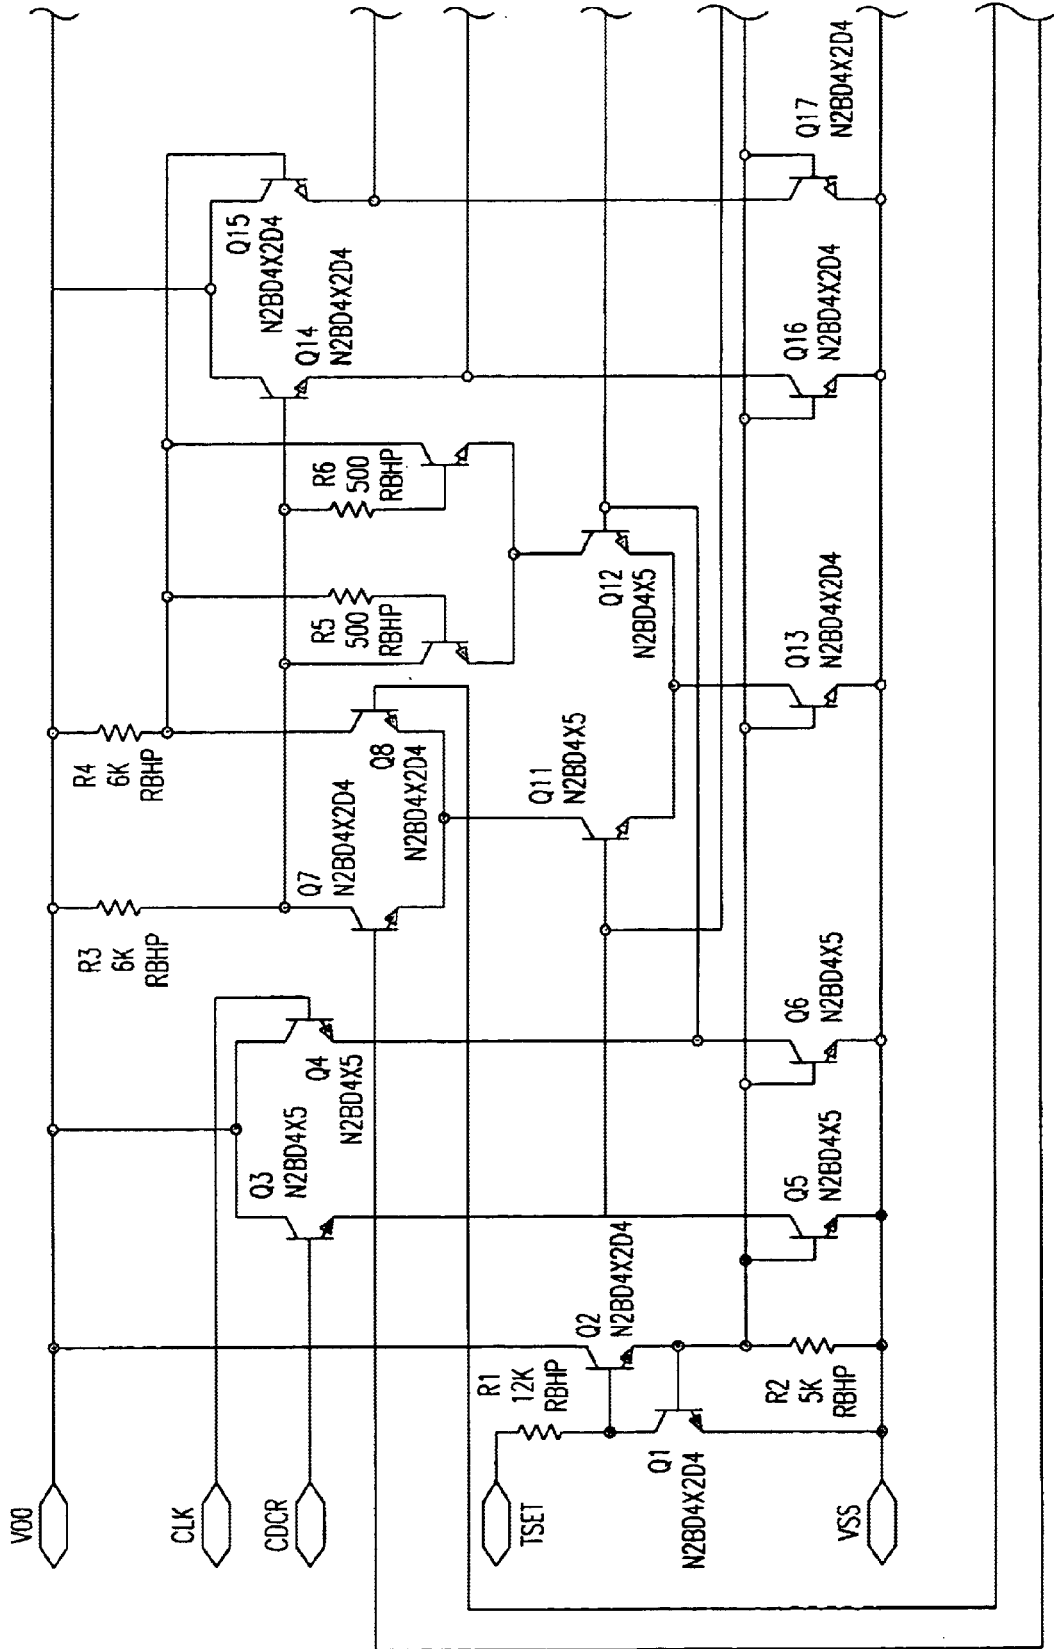 VDD
CLK
CDCR
TSET
VSS
R1
12K
RBHP
Q1
N2BD4X2D4
Q2
N2BD4X2D4
R2
5K
RBHP
Q3
N2BD4X5
Q4
N2BD4X5
Q5
N2BD4X5
Q6
N2BD4X5
R3
6K
RBHP
R4
6K
RBHP
Q7
N2BD4X2D4
Q8
N2BD4X2D4
Q11
N2BD4X5
R5
500
RBHP
R6
500
RBHP
Q12
N2BD4X5
Q13
N2BD4X2D4
Q14
N2BD4X2D4
Q15
N2BD4X2D4
Q16
N2BD4X2D4
Q17
N2BD4X2D4